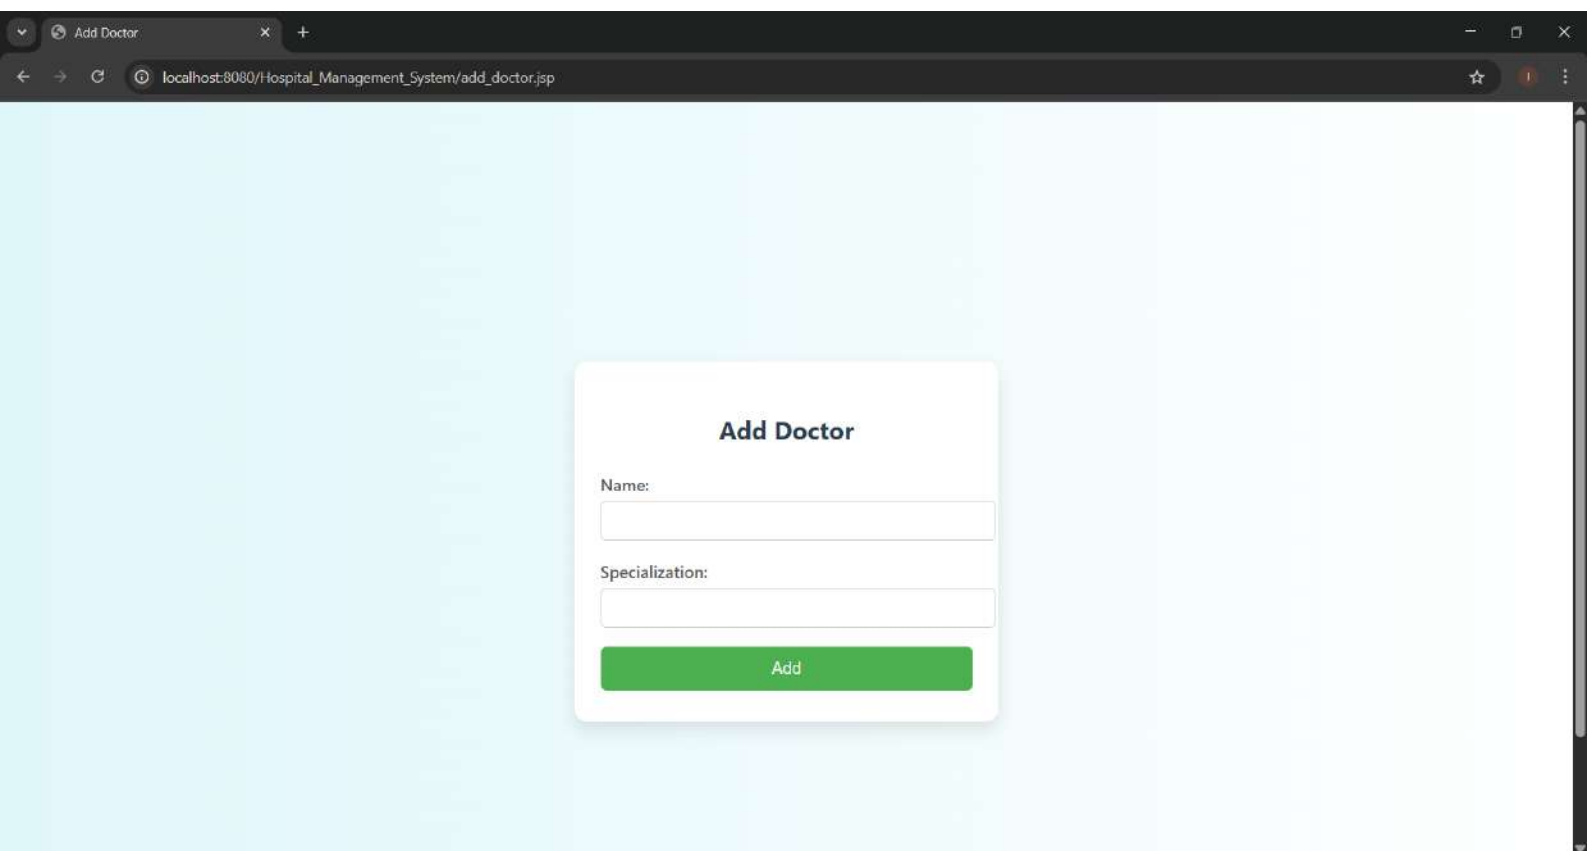 Add Doctor
localhost:8080/Hospital_Management_System/add_doctor.jsp
I
Add Doctor
Name:
Specialization:
Add